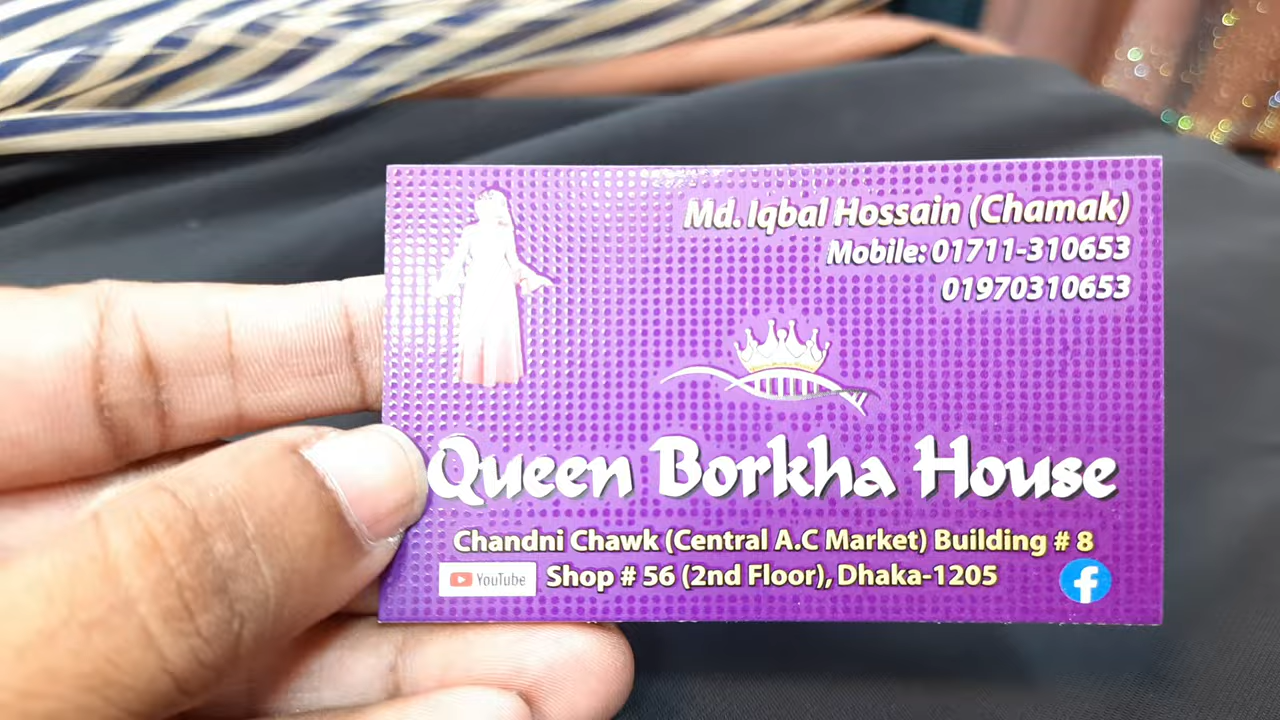 Md. Iqbal Hossain (Chamak)
Mobile: 01711-310653
01970310653
Queen Borkha House
Chandni Chawk (Central A.C Market) Building # 8
YouTube Shop # 56 (2nd Floor), Dhaka-1205